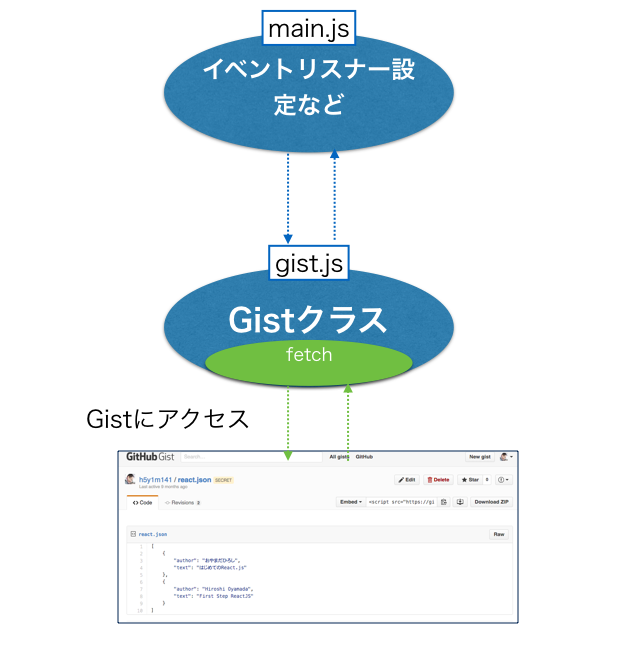 main.js
イベントリスナー設
定など
gist.js
Gistクラス
fetch
Gistにアクセス
GitHub Gist Search... All gists GitHub New gist
h5y1m141 / react.json SECRET
Last active 5 months ago
Edit Delete Star 0
<> Code Revisions 2 Embed <script src="https://gi Download ZIP
react.json Raw
1 [
2 {
3 "author": "おやまだひろし",
4 "text": "はじめてのReact.js"
5 },
6 {
7 "author": "Hiroshi Oyamada",
8 "text": "First Step ReactJS"
9 }
10 ]